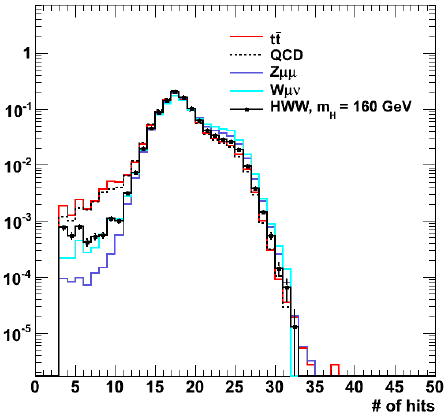 1
tt̄
QCD
Zμμ
Wμν
HWW, m_H = 160 GeV
10⁻¹
10⁻²
10⁻³
10⁻⁴
10⁻⁵
0 5 10 15 20 25 30 35 40 45 50
# of hits